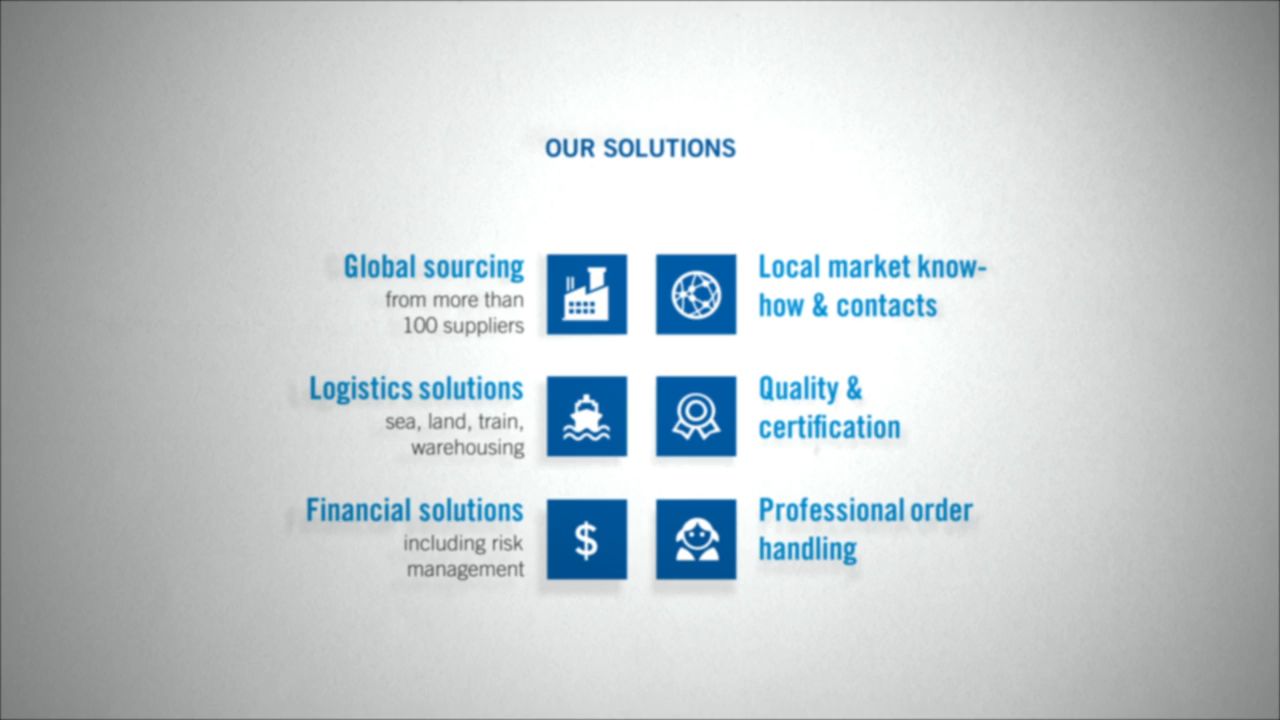 OUR SOLUTIONS
Global sourcing
from more than
100 suppliers
Local market know-
how & contacts
Logistics solutions
sea, land, train,
warehousing
Quality &
certification
Financial solutions
including risk
management
$
Professional order
handling